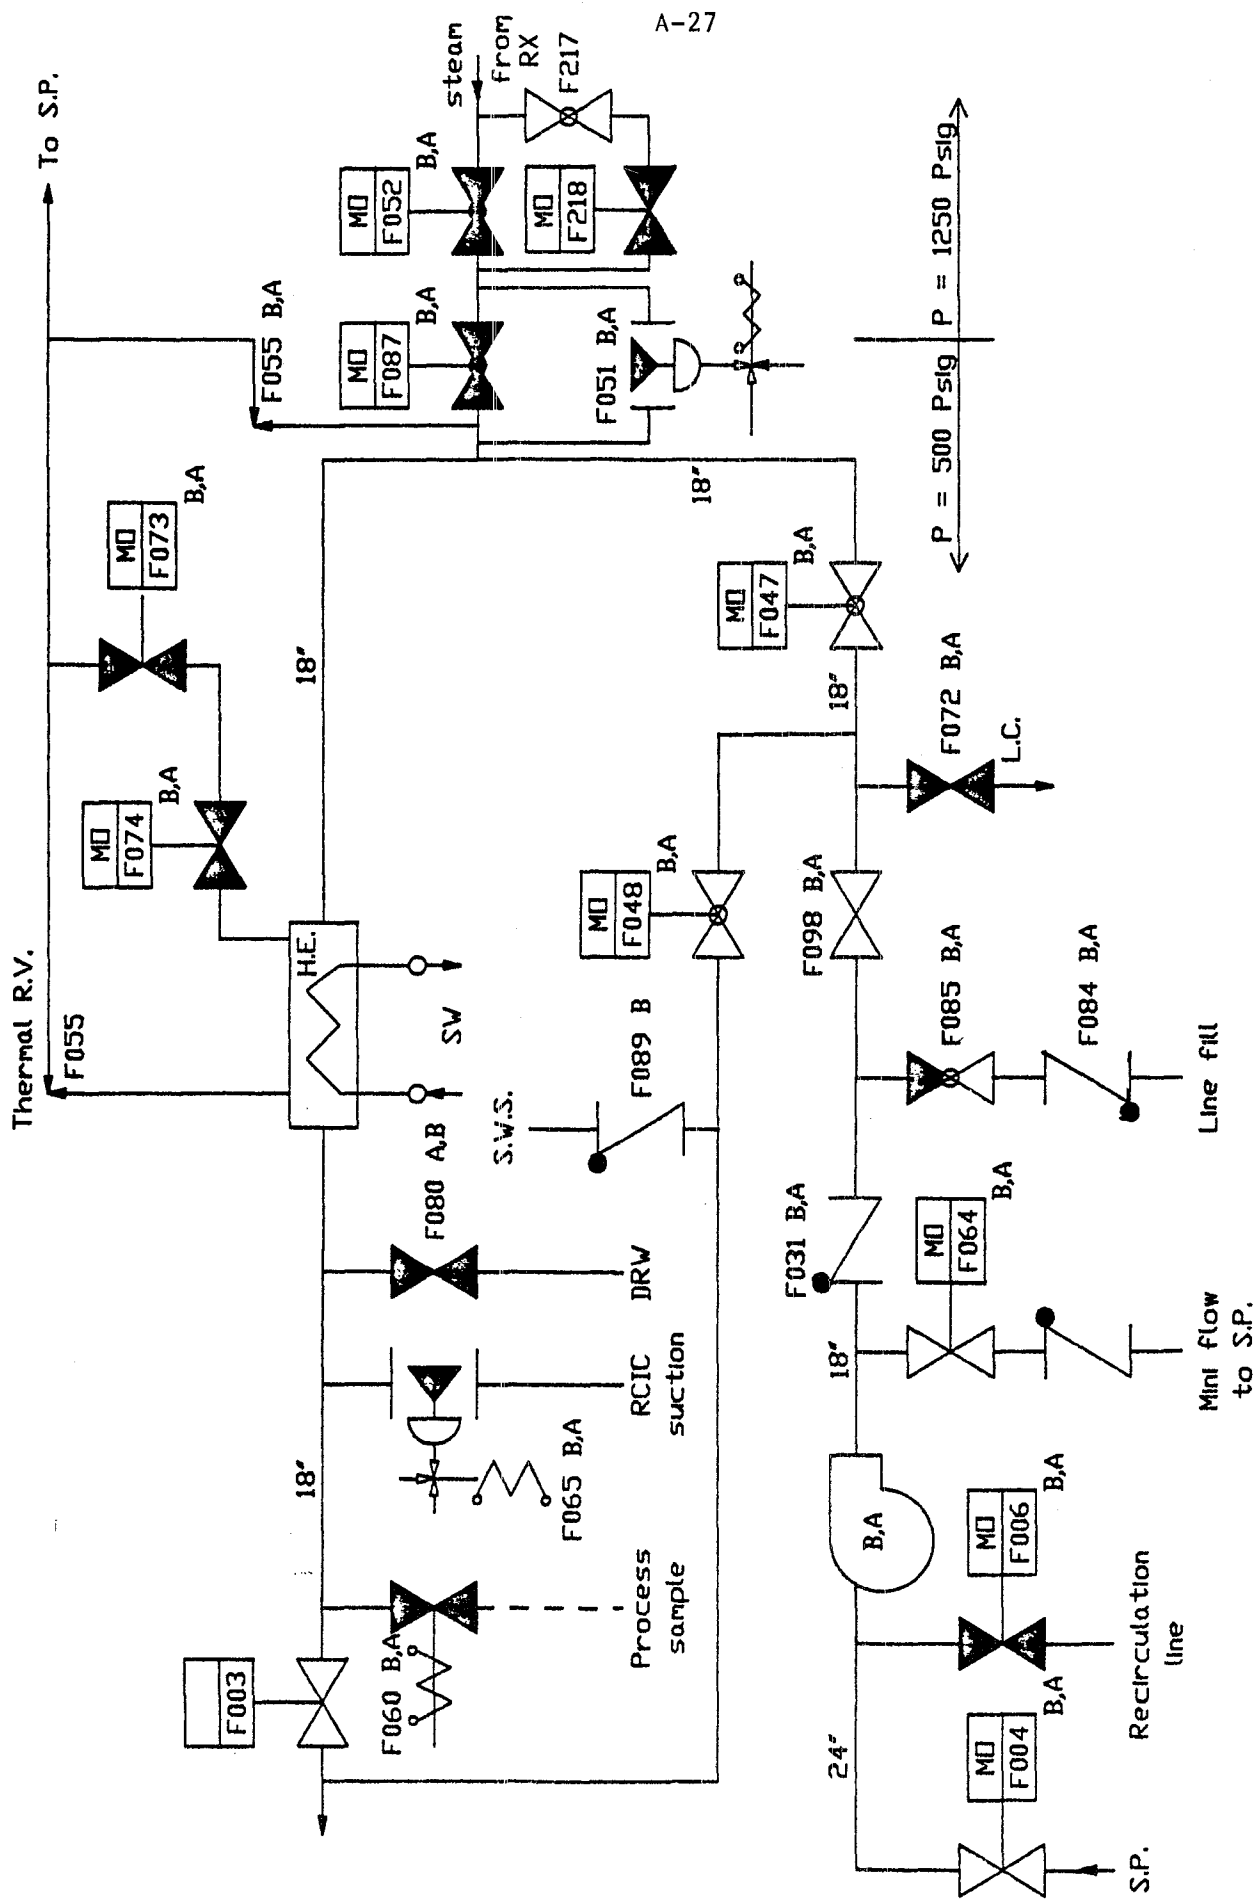 A-27
Thermal R.V.
To S.P.
F055
MO
F074
B,A
MO
F073
B,A
F055 B,A
MO
F087
B,A
MO
F052
B,A
steam
from
RX
F217
MO
F218
F051 B,A
F003
18"
H.E.
18"
F060 B,A
F065 B,A
F080 A,B
SW
S.W.S.
Process
sample
RCIC
suction
DRW
F089 B
MO
F048
B,A
MO
F047
B,A
18"
24"
B,A
18"
F031 B,A
F098 B,A
18"
P = 500 Psig
P = 1250 Psig
MO
F004
B,A
MO
F006
B,A
MO
F064
B,A
F085 B,A
F084 B,A
F072 B,A
L.C.
S.P.
Recirculation
line
Mini flow
to S.P.
Line fill